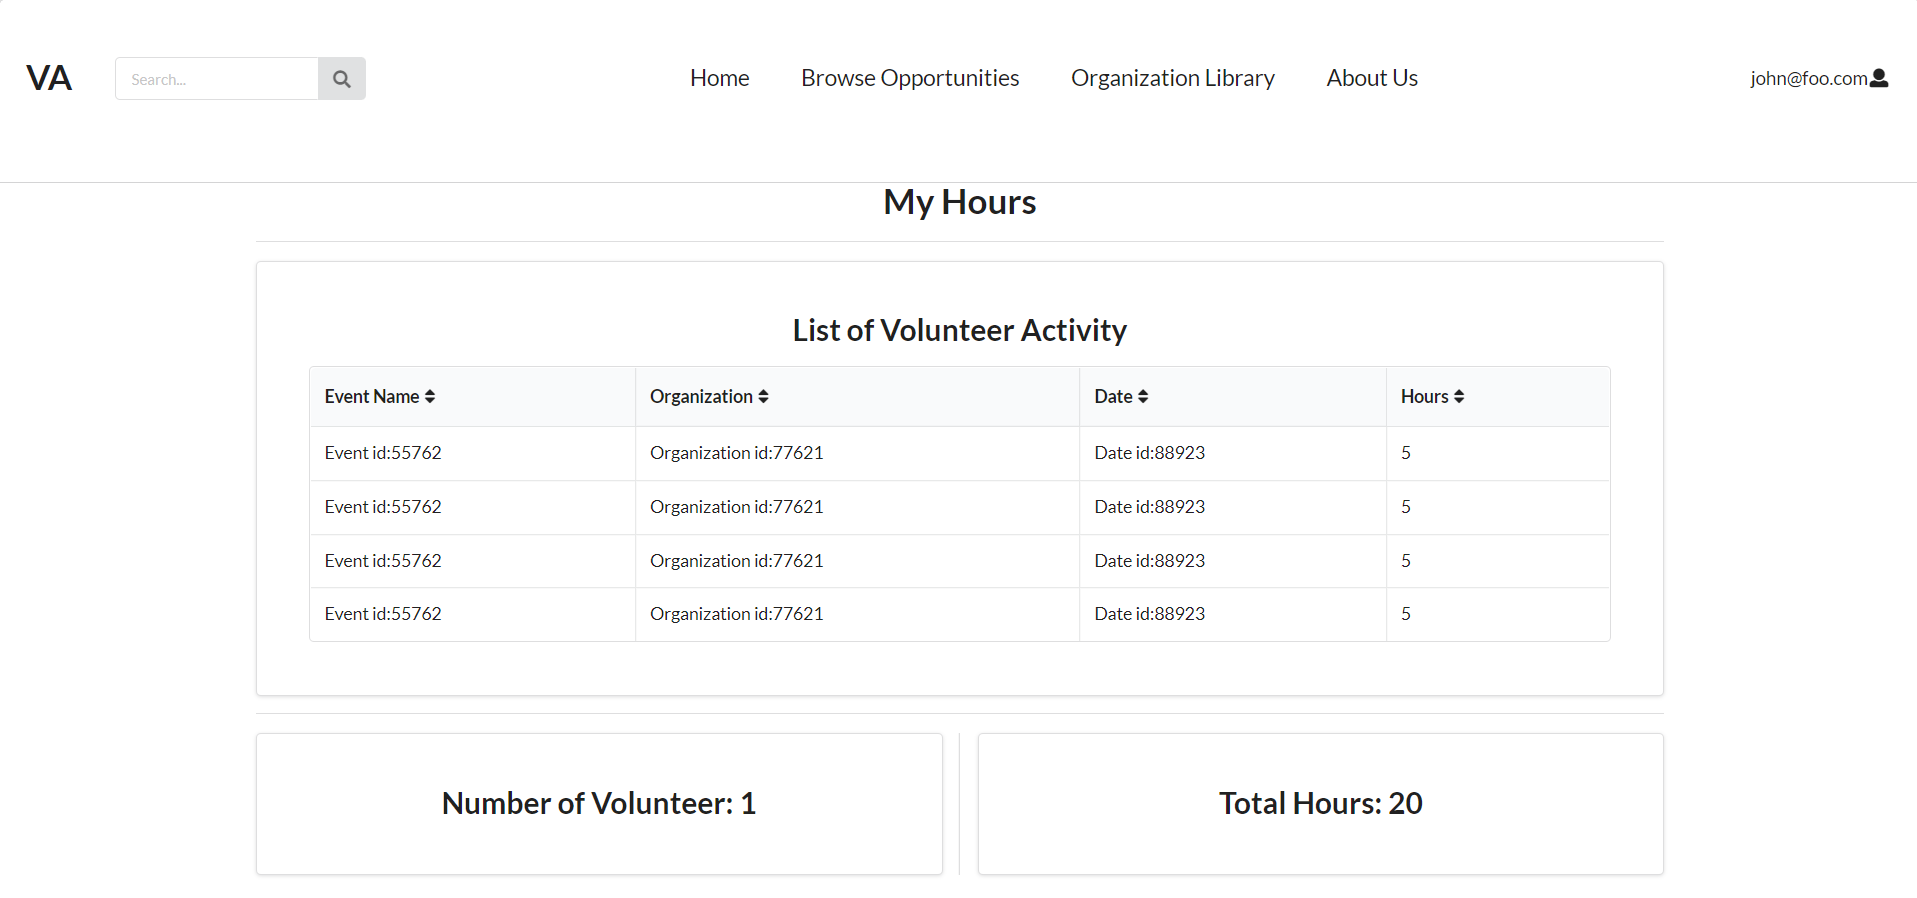 VA Search... Home Browse Opportunities Organization Library About Us john@foo.com
My Hours
List of Volunteer Activity
Event Name Organization Date Hours
Event id:55762 Organization id:77621 Date id:88923 5
Event id:55762 Organization id:77621 Date id:88923 5
Event id:55762 Organization id:77621 Date id:88923 5
Event id:55762 Organization id:77621 Date id:88923 5
Number of Volunteer: 1 Total Hours: 20